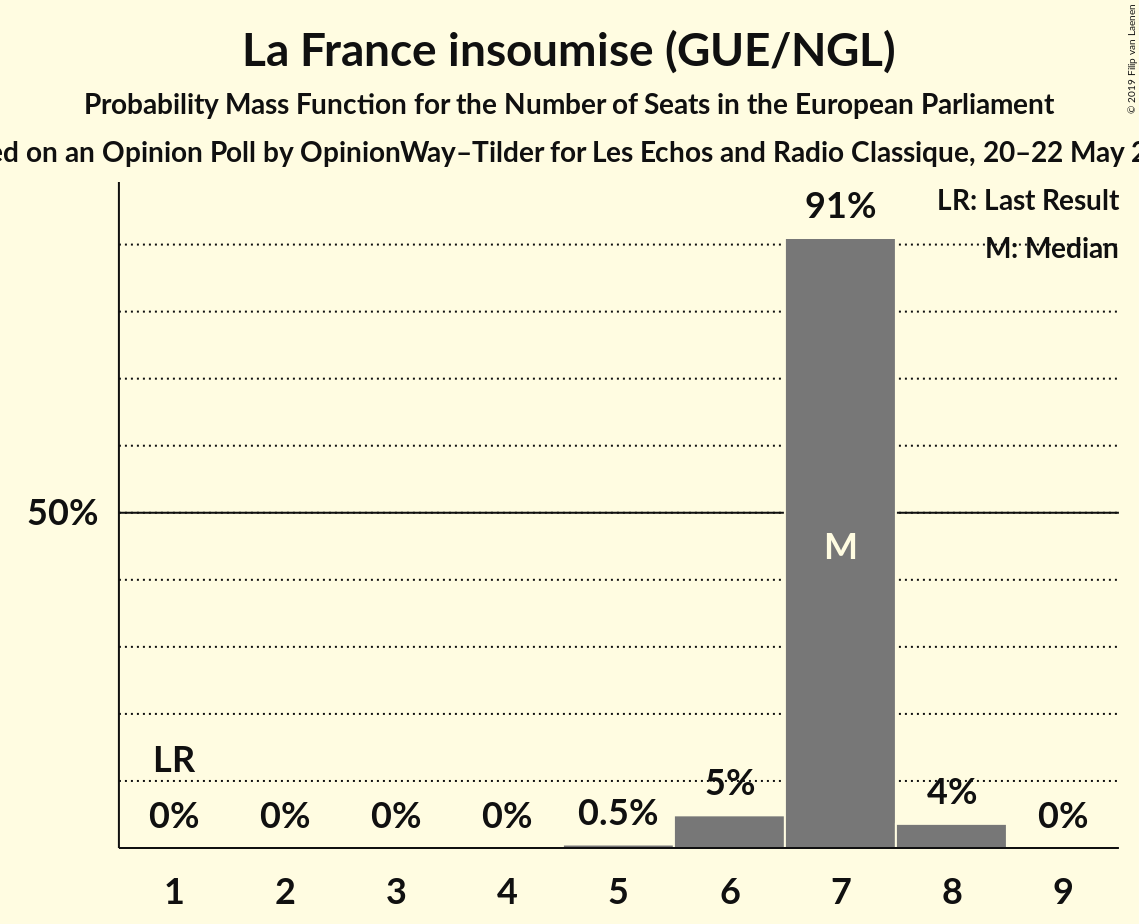 La France insoumise (GUE/NGL)
Probability Mass Function for the Number of Seats in the European Parliament
on an Opinion Poll by OpinionWay–Tilder for Les Echos and Radio Classique, 20–22 May
© 2019 Filip van Laenen
LR: Last Result
M: Median
91%
50%
M
LR
0% 0% 0% 0% 0.5% 5% 4% 0%
1 2 3 4 5 6 7 8 9